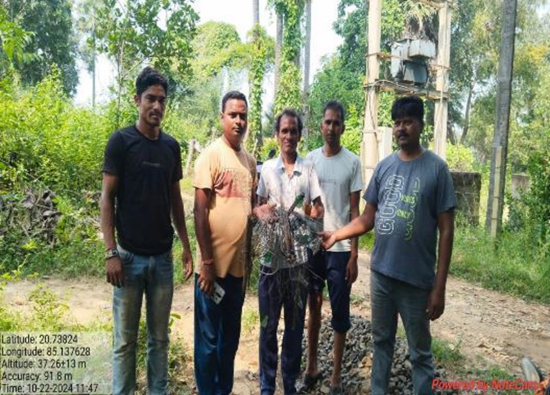 GOOD
Latitude: 20.73824
Longitude: 85.137628
Altitude: 37.26±13 m
Accuracy: 91.8 m
Time: 10-22-2024 11:47
Powered by NoteCam